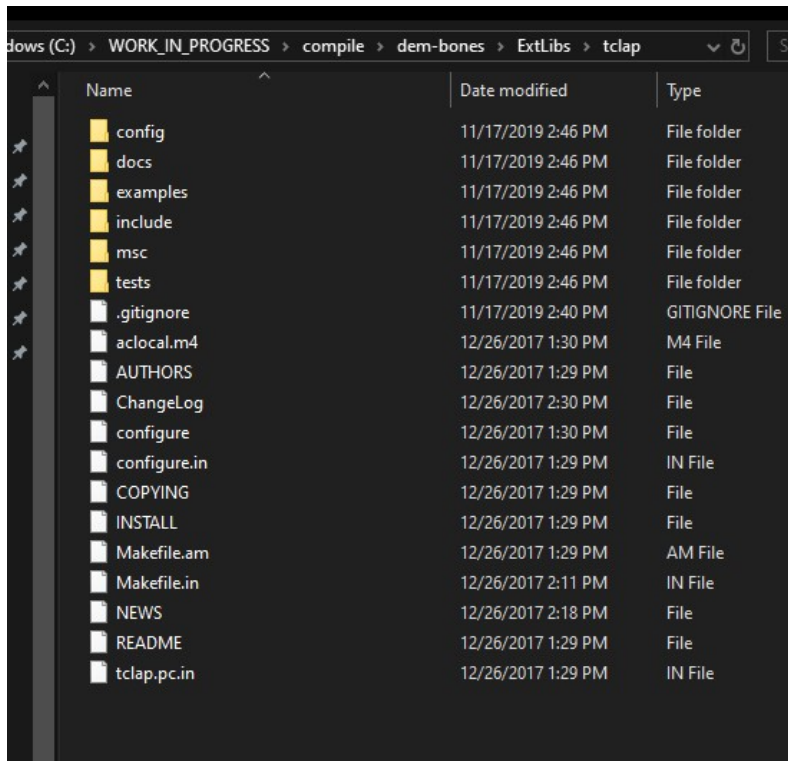 dows (C:) > WORK_IN_PROGRESS > compile > dem-bones > ExtLibs > tclap S
Name Date modified Type
config 11/17/2019 2:46 PM File folder
docs 11/17/2019 2:46 PM File folder
examples 11/17/2019 2:46 PM File folder
include 11/17/2019 2:46 PM File folder
msc 11/17/2019 2:46 PM File folder
tests 11/17/2019 2:46 PM File folder
.gitignore 11/17/2019 2:40 PM GITIGNORE File
aclocal.m4 12/26/2017 1:30 PM M4 File
AUTHORS 12/26/2017 1:29 PM File
ChangeLog 12/26/2017 2:30 PM File
configure 12/26/2017 1:30 PM File
configure.in 12/26/2017 1:29 PM IN File
COPYING 12/26/2017 1:29 PM File
INSTALL 12/26/2017 1:29 PM File
Makefile.am 12/26/2017 1:29 PM AM File
Makefile.in 12/26/2017 2:11 PM IN File
NEWS 12/26/2017 2:18 PM File
README 12/26/2017 1:29 PM File
tclap.pc.in 12/26/2017 1:29 PM IN File